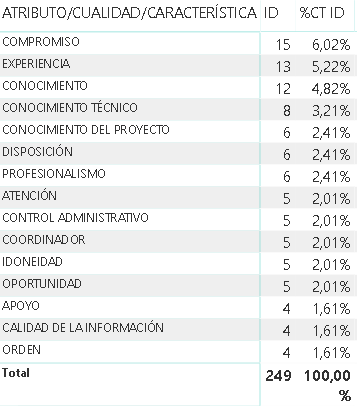 ATRIBUTO/CUALIDAD/CARACTERÍSTICA ID %CT ID
COMPROMISO 15 6,02%
EXPERIENCIA 13 5,22%
CONOCIMIENTO 12 4,82%
CONOCIMIENTO TÉCNICO 8 3,21%
CONOCIMIENTO DEL PROYECTO 6 2,41%
DISPOSICIÓN 6 2,41%
PROFESIONALISMO 6 2,41%
ATENCIÓN 5 2,01%
CONTROL ADMINISTRATIVO 5 2,01%
COORDINADOR 5 2,01%
IDONEIDAD 5 2,01%
OPORTUNIDAD 5 2,01%
APOYO 4 1,61%
CALIDAD DE LA INFORMACIÓN 4 1,61%
ORDEN 4 1,61%
Total 249 100,00
%